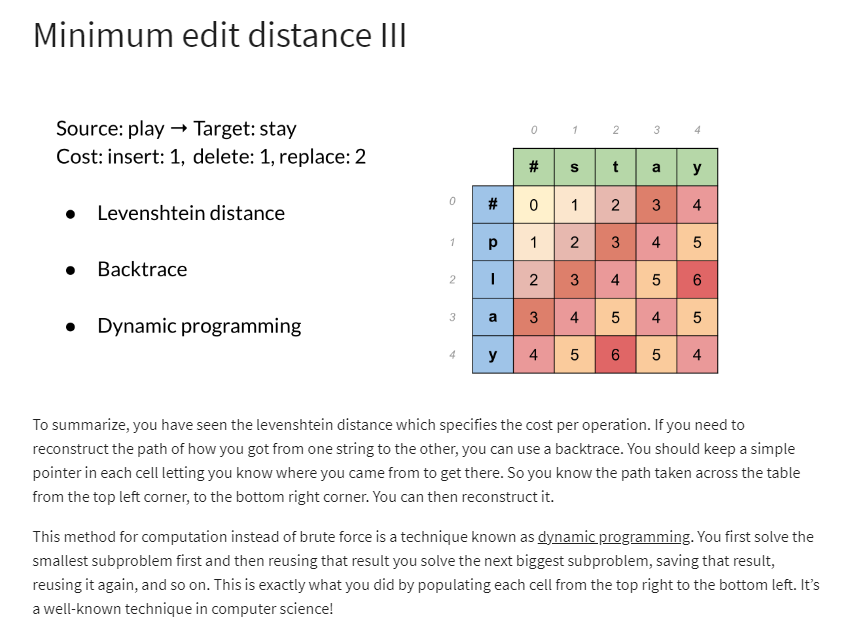 Minimum edit distance III
Source: play → Target: stay
Cost: insert: 1, delete: 1, replace: 2
● Levenshtein distance
● Backtrace
● Dynamic programming
0 1 2 3 4
# s t a y
0 # 0 1 2 3 4
1 p 1 2 3 4 5
2 l 2 3 4 5 6
3 a 3 4 5 4 5
4 y 4 5 6 5 4
To summarize, you have seen the levenshtein distance which specifies the cost per operation. If you need to
reconstruct the path of how you got from one string to the other, you can use a backtrace. You should keep a simple
pointer in each cell letting you know where you came from to get there. So you know the path taken across the table
from the top left corner, to the bottom right corner. You can then reconstruct it.
This method for computation instead of brute force is a technique known as dynamic programming. You first solve the
smallest subproblem first and then reusing that result you solve the next biggest subproblem, saving that result,
reusing it again, and so on. This is exactly what you did by populating each cell from the top right to the bottom left. It’s
a well-known technique in computer science!